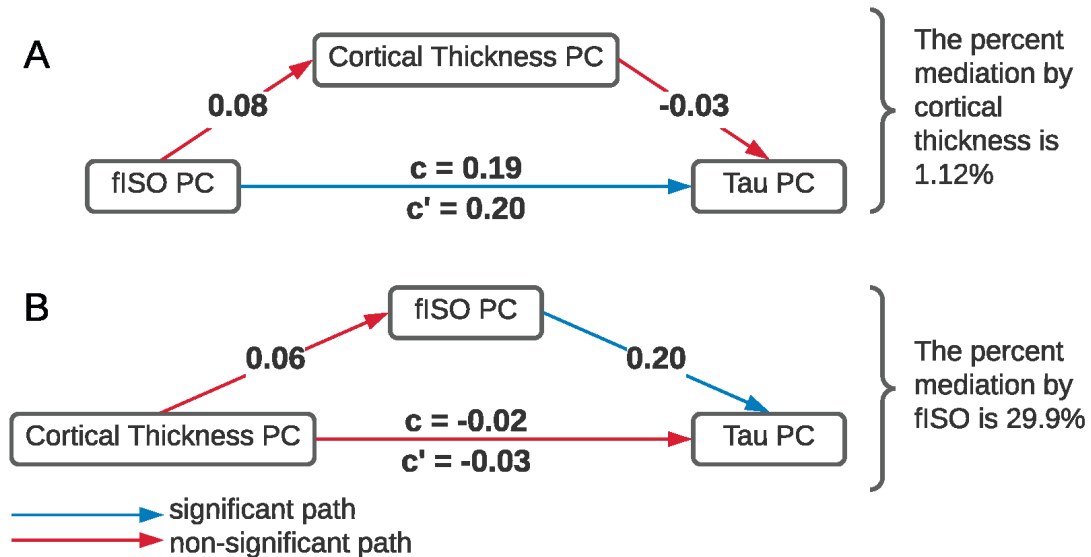 A
Cortical Thickness PC
0.08
-0.03
fISO PC
c = 0.19
c' = 0.20
Tau PC
The percent
mediation by
cortical
thickness is
1.12%
B
fISO PC
0.06
0.20
Cortical Thickness PC
c = -0.02
c' = -0.03
Tau PC
The percent
mediation by
fISO is 29.9%
significant path
non-significant path